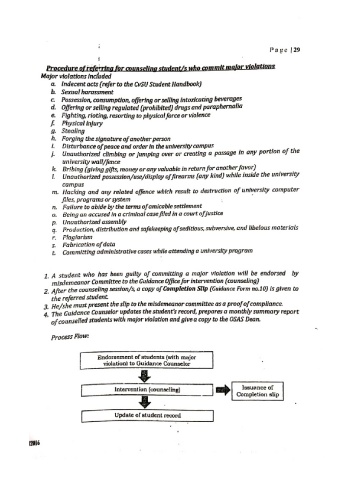 Page | 29
Procedure of referring for counseling student/s who commit major violations
Major violations included
a. Indecent acts (refer to the CvGU Student Handbook)
b. Sexual harassment
c. Possession, consumption, offering or selling intoxicating beverages
d. Offering or selling regulated (prohibited) drugs and paraphernalia
e. Fighting, rioting, resorting to physical force or violence
f. Physical injury
g. Stealing
h. Forging the signature of another person
i. Disturbance of peace and order in the university campus
j. Unauthorized climbing or jumping over or creating a passage in any portion of the
university wall/fence
k. Bribing (giving gifts, money or any valuable in return for another favor)
l. Unauthorized possession/use/display of firearms (any kind) while inside the university
campus
m. Hacking and any related offence which result to destruction of university computer
files, programs or system
n. Failure to abide by the terms of amicable settlement
o. Being an accused in a criminal case filed in a court of justice
p. Unauthorized assembly
q. Production, distribution and safekeeping of seditious, subversive, and libelous materials
r. Plagiarism
s. Fabrication of data
t. Committing administrative cases while attending a university program
1. A student who has been guilty of committing a major violation will be endorsed by
misdemeanor Committee to the Guidance Office for intervention (counseling)
2. After the counseling session/s, a copy of Completion Slip (Guidance Form no.10) is given to
the referred student.
3. He/she must present the slip to the misdemeanor committee as a proof of compliance.
4. The Guidance Counselor updates the student's record, prepares a monthly summary report
of counselled students with major violation and give a copy to the OSAS Dean.
Process Flow:
Endorsement of students (with major
violation) to Guidance Counselor
Intervention (counseling)
Issuance of
Completion slip
Update of student record